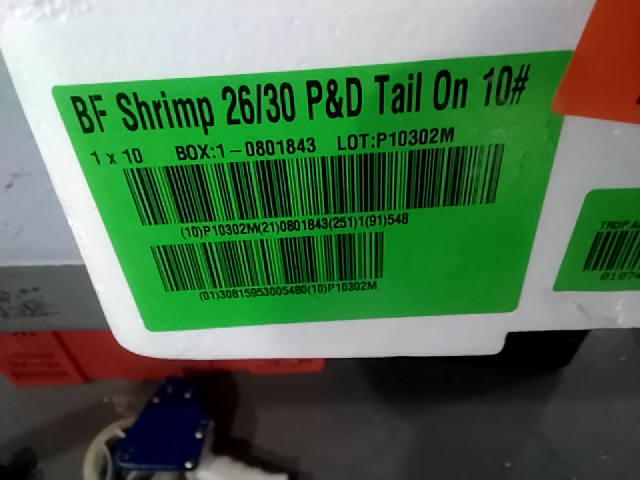 BF Shrimp 26/30 P&D Tail On 10#
1 x 10 BOX:1-0801843 LOT:P10302M
(10)P10302M(21)0801843(251)1(91)548
(01)30815953005480(10)P10302M